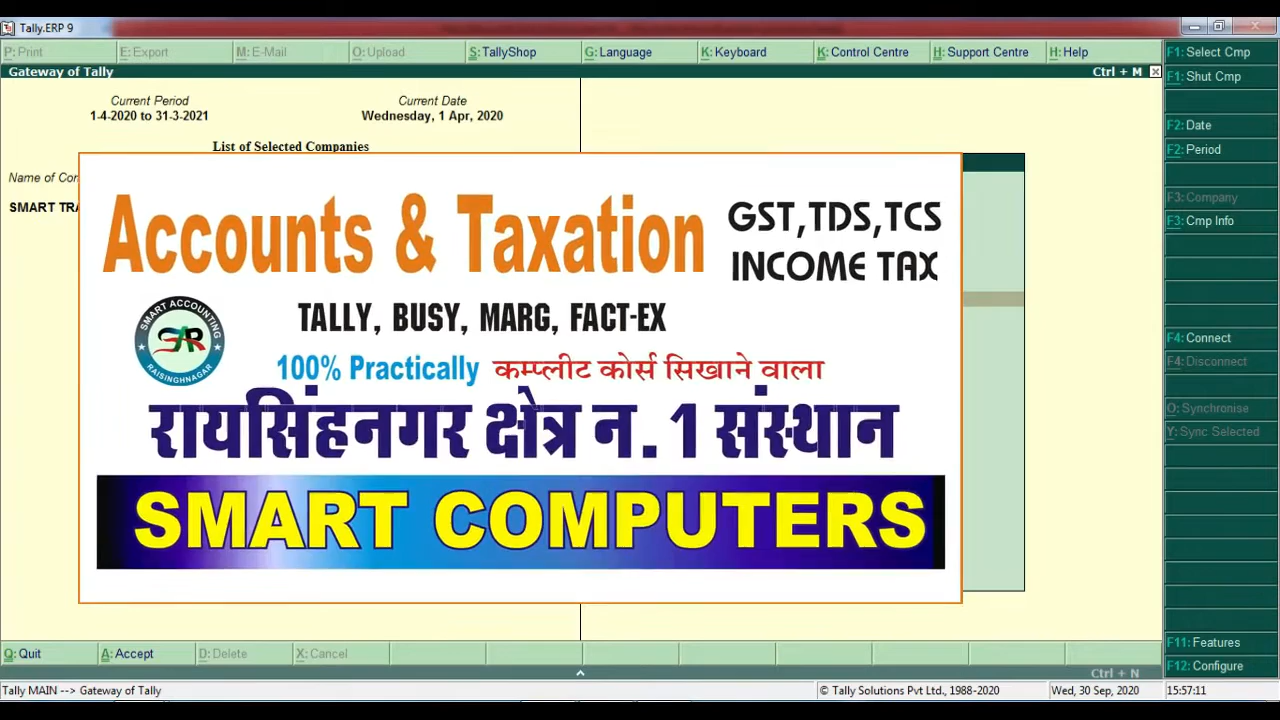 Tally.ERP 9
P: Print E: Export M: E-Mail O: Upload S: TallyShop G: Language K: Keyboard K: Control Centre H: Support Centre H: Help
Gateway of Tally Ctrl + M
Current Period Current Date
1-4-2020 to 31-3-2021 Wednesday, 1 Apr, 2020
List of Selected Companies
Name of
SMART
Accounts & Taxation
GST,TDS,TCS
INCOME TAX
SMART ACCOUNTING
RAISINGHNAGAR
TALLY, BUSY, MARG, FACT-EX
100% Practically कम्प्लीट कोर्स सिखाने वाला
रायसिंहनगर क्षेत्र न. 1 संस्थान
SMART COMPUTERS
F1: Select Cmp
F1: Shut Cmp
F2: Date
F2: Period
F3: Company
F3: Cmp Info
F4: Connect
F4: Disconnect
O: Synchronise
Y: Sync Selected
F11: Features
F12: Configure
Q: Quit A: Accept D: Delete X: Cancel
Ctrl + N
Tally MAIN --> Gateway of Tally © Tally Solutions Pvt Ltd., 1988-2020 Wed, 30 Sep, 2020 15:57:11